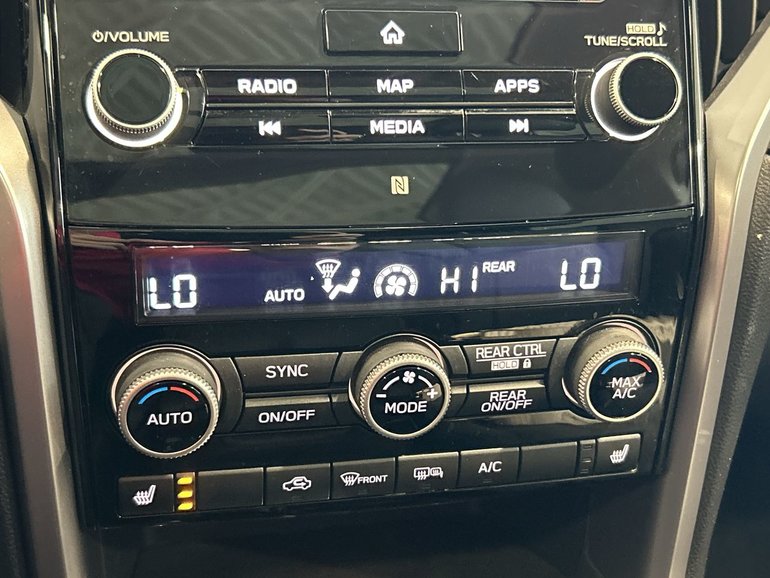 ⏻/VOLUME
HOLD ♪
TUNE/SCROLL
RADIO MAP APPS
MEDIA
N
LO AUTO HI REAR LO
SYNC
REAR CTRL
HOLD
AUTO
ON/OFF
MODE
REAR
ON/OFF
MAX
A/C
FRONT
A/C